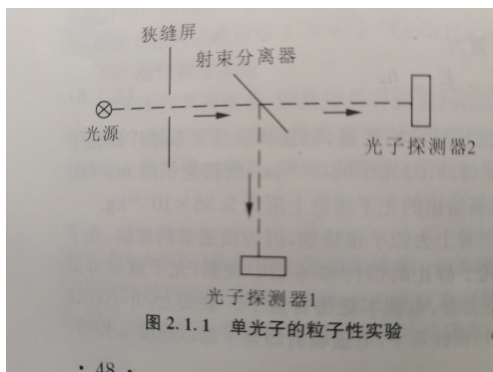 狭缝屏
射束分离器
光源
光子探测器2
光子探测器1
图 2.1.1 单光子的粒子性实验
· 48 ·